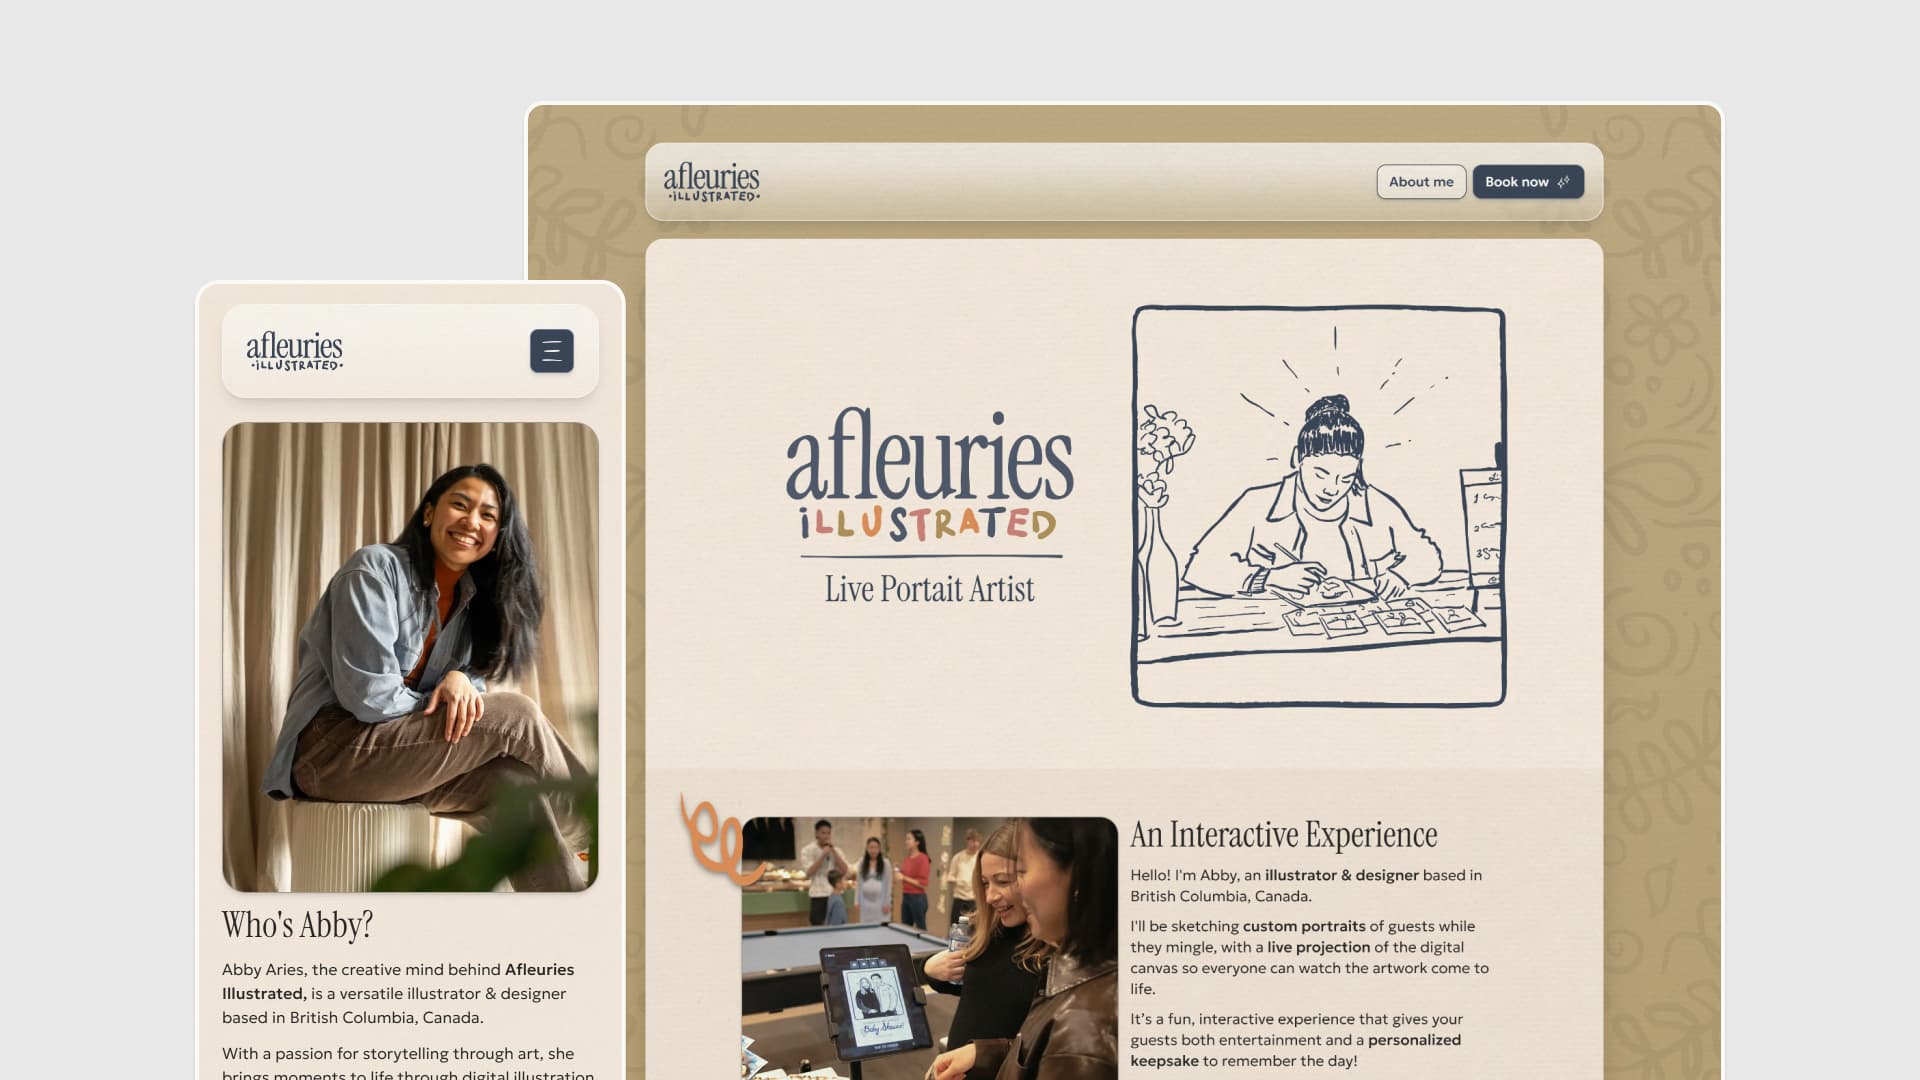 afleuries
•iLLUSTRATED•
About me
Book now
afleuries
iLLUSTRATED
Live Portait Artist
An Interactive Experience
Hello! I'm Abby, an illustrator & designer based in
British Columbia, Canada.
I'll be sketching custom portraits of guests while
they mingle, with a live projection of the digital
canvas so everyone can watch the artwork come to
life.
It's a fun, interactive experience that gives your
guests both entertainment and a personalized
keepsake to remember the day!
Baby Shower!
afleuries
•iLLUSTRATED•
Who's Abby?
Abby Aries, the creative mind behind Afleuries
Illustrated, is a versatile illustrator & designer
based in British Columbia, Canada.
With a passion for storytelling through art, she
brings moments to life through digital illustration